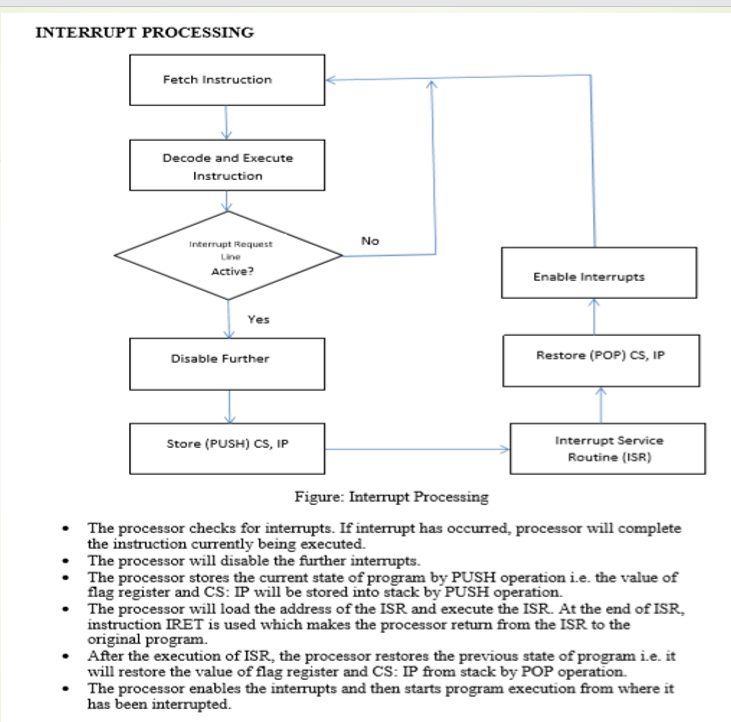 INTERRUPT PROCESSING
Fetch Instruction
Decode and Execute
Instruction
Interrupt Request
Line
Active?
No
Yes
Disable Further
Store (PUSH) CS, IP
Interrupt Service
Routine (ISR)
Restore (POP) CS, IP
Enable Interrupts
Figure: Interrupt Processing
• The processor checks for interrupts. If interrupt has occurred, processor will complete
the instruction currently being executed.
• The processor will disable the further interrupts.
• The processor stores the current state of program by PUSH operation i.e. the value of
flag register and CS: IP will be stored into stack by PUSH operation.
• The processor will load the address of the ISR and execute the ISR. At the end of ISR,
instruction IRET is used which makes the processor return from the ISR to the
original program.
• After the execution of ISR, the processor restores the previous state of program i.e. it
will restore the value of flag register and CS: IP from stack by POP operation.
• The processor enables the interrupts and then starts program execution from where it
has been interrupted.